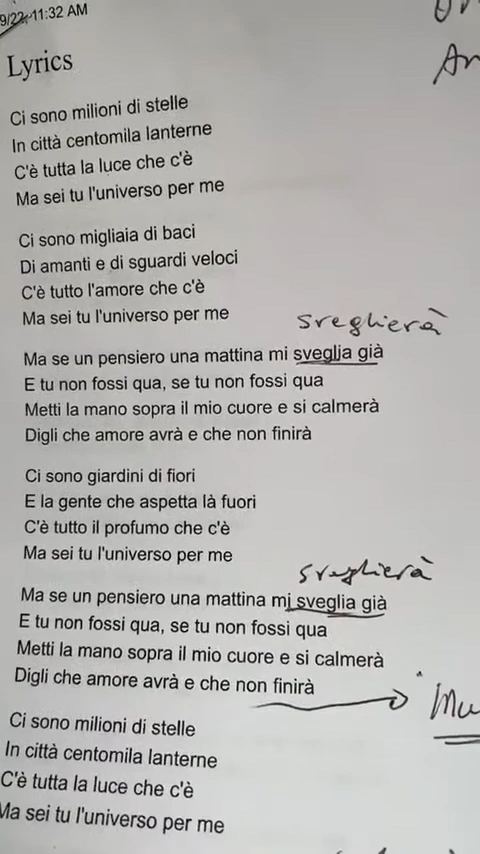 9/22, 11:32 AM
Lyrics
Ci sono milioni di stelle
In città centomila lanterne
C'è tutta la luce che c'è
Ma sei tu l'universo per me
Ci sono migliaia di baci
Di amanti e di sguardi veloci
C'è tutto l'amore che c'è
Ma sei tu l'universo per me
sveglierà
Ma se un pensiero una mattina mi sveglia già
E tu non fossi qua, se tu non fossi qua
Metti la mano sopra il mio cuore e si calmerà
Digli che amore avrà e che non finirà
Ci sono giardini di fiori
E la gente che aspetta là fuori
C'è tutto il profumo che c'è
Ma sei tu l'universo per me
sveglierà
Ma se un pensiero una mattina mi sveglia già
E tu non fossi qua, se tu non fossi qua
Metti la mano sopra il mio cuore e si calmerà
Digli che amore avrà e che non finirà
Ci sono milioni di stelle
In città centomila lanterne
C'è tutta la luce che c'è
Ma sei tu l'universo per me